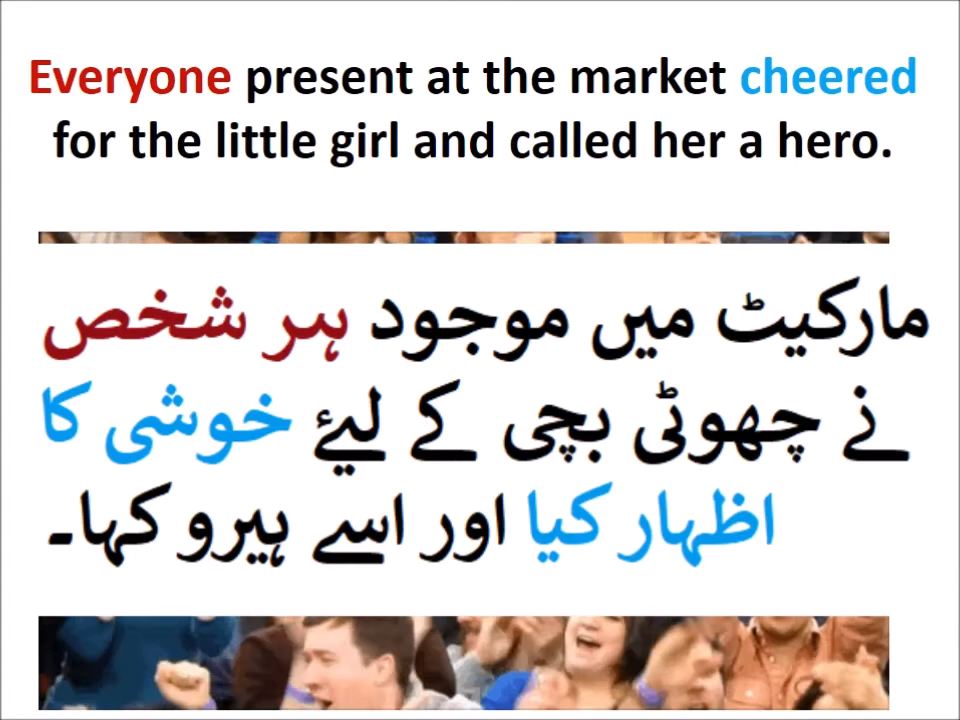 Everyone present at the market cheered
for the little girl and called her a hero.
مارکیٹ میں موجود ہر شخص
نے چھوٹی بچی کے لیۓ خوشی کا
اظہار کیا اور اسے ہیرو کہا۔